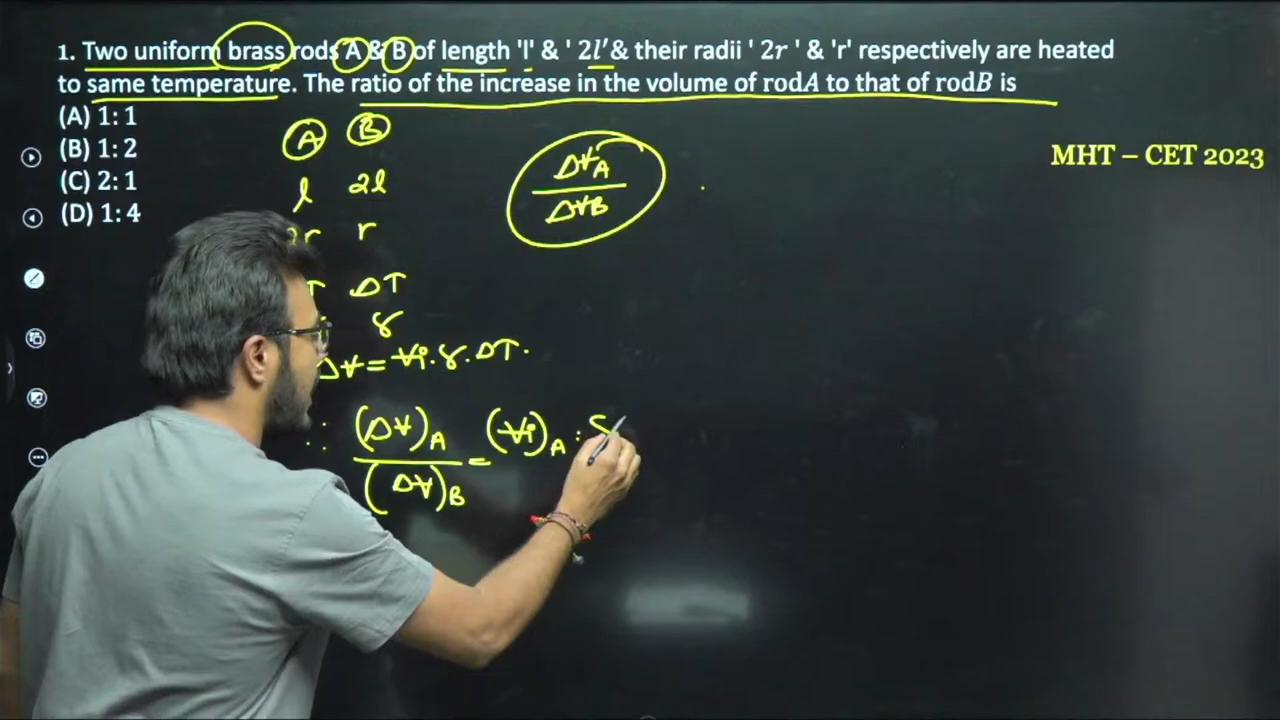 1. Two uniform brass rods A & B of length 'l' & ' 2l′& their radii ' 2r ' & 'r' respectively are heated
to same temperature. The ratio of the increase in the volume of rodA to that of rodB is
(A) 1: 1
(B) 1: 2
(C) 2: 1
(D) 1: 4
MHT – CET 2023
A B
l 2l
r r
T ΔT
γ
ΔV = Vi. γ. ΔT.
∴ (ΔV)A / (ΔV)B = (Vi)A .
ΔVA / ΔVB